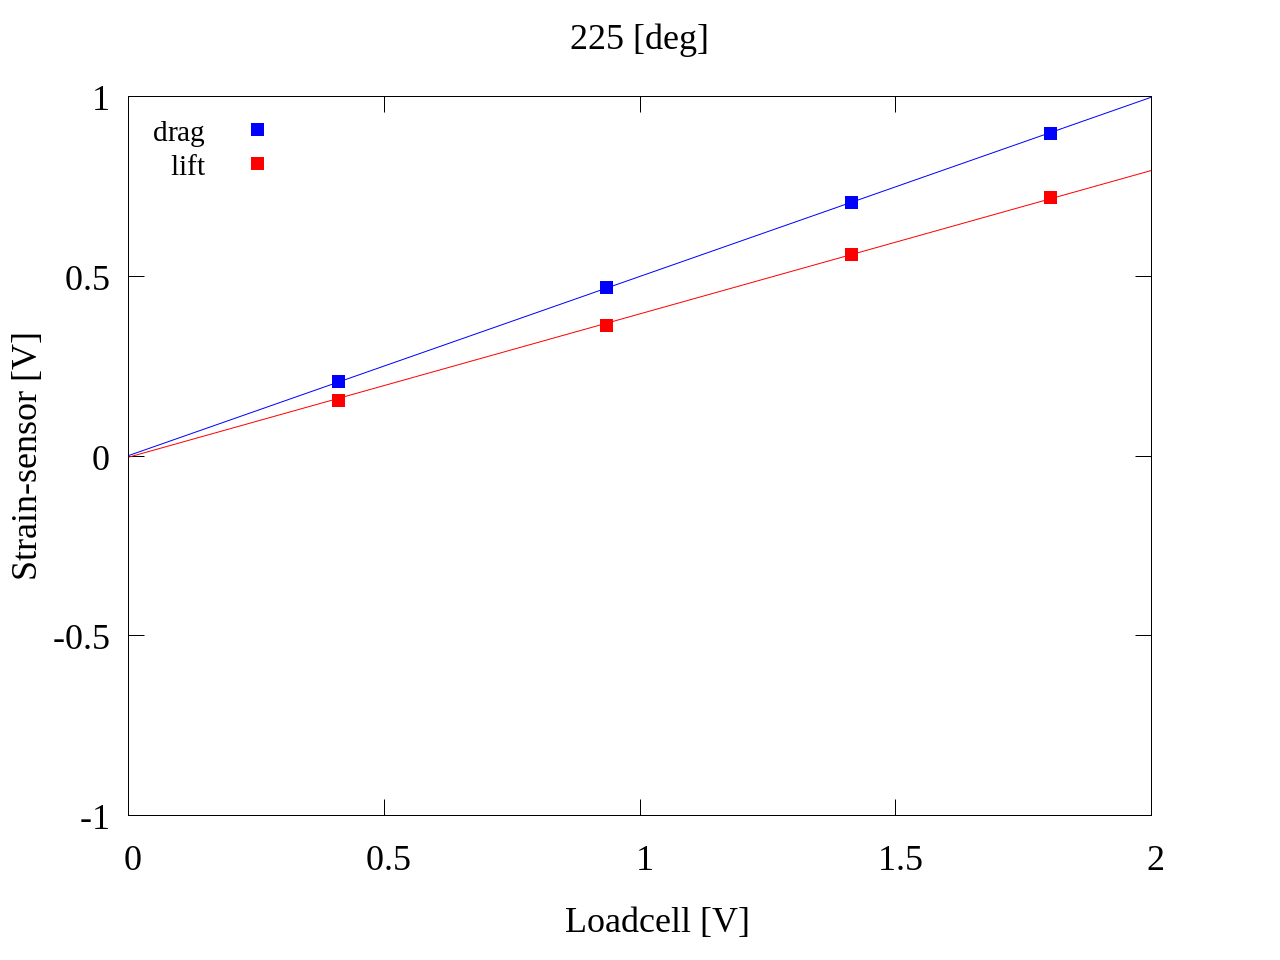 225 [deg]
drag
lift
1
0.5
0
-0.5
-1
Strain-sensor [V]
0 0.5 1 1.5 2
Loadcell [V]